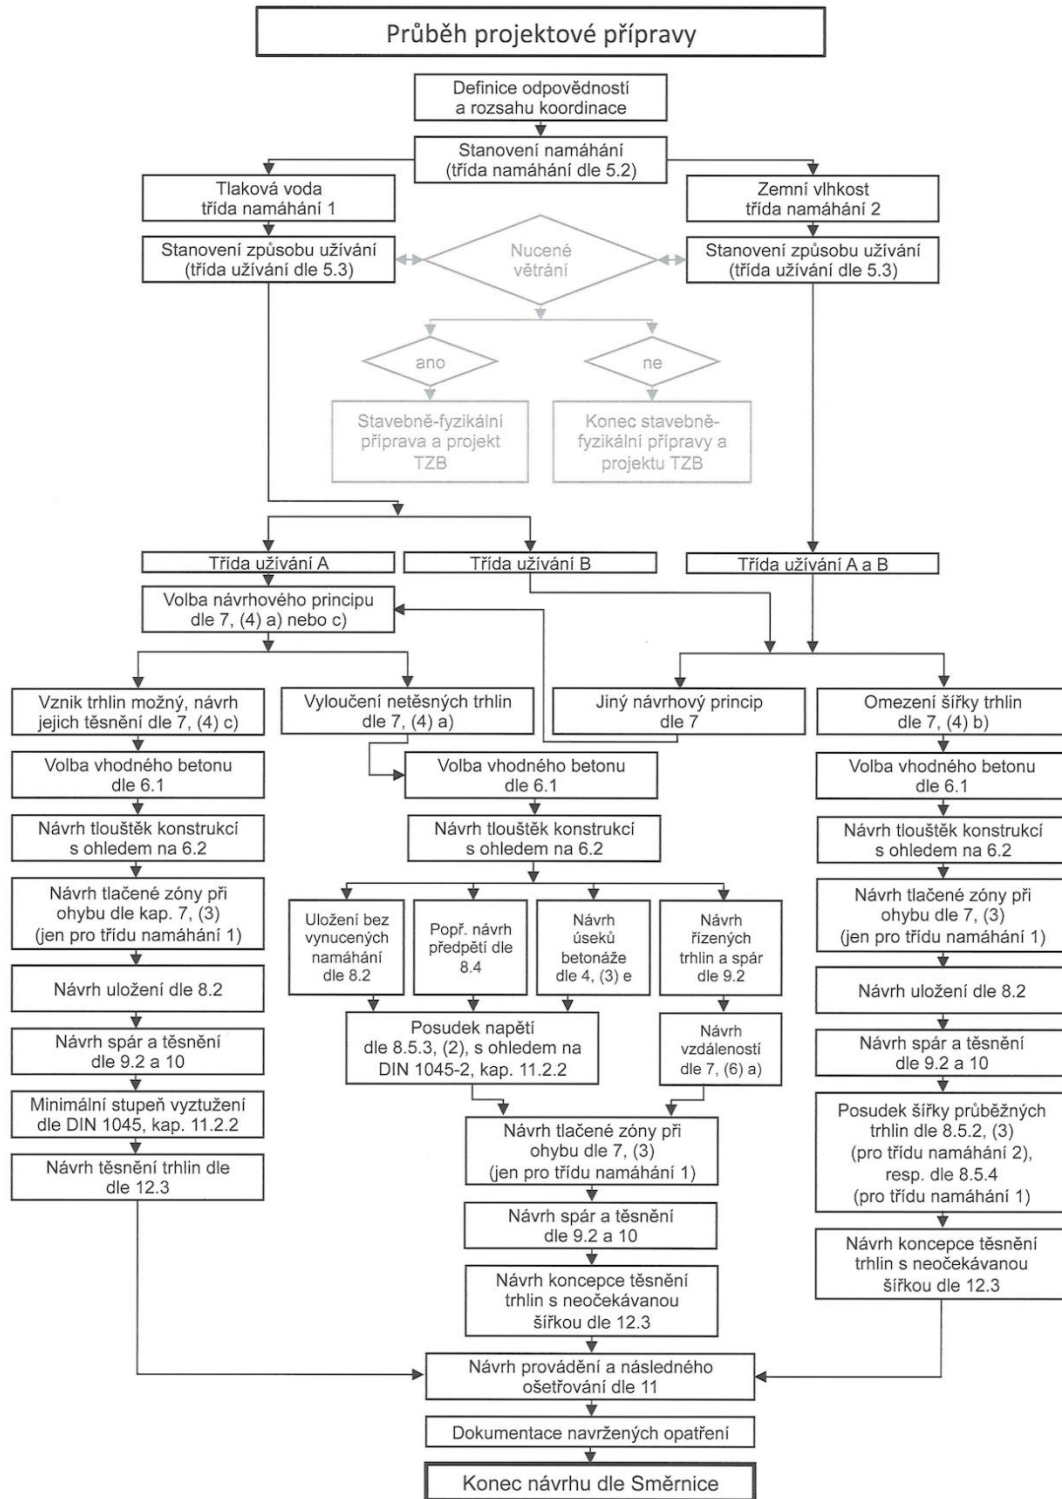 Průběh projektové přípravy
Definice odpovědností
a rozsahu koordinace
Stanovení namáhání
(třída namáhání dle 5.2)
Tlaková voda
třída namáhání 1
Zemní vlhkost
třída namáhání 2
Stanovení způsobu užívání
(třída užívání dle 5.3)
Nucené
větrání
Stanovení způsobu užívání
(třída užívání dle 5.3)
ano
ne
Stavebně-fyzikální
příprava a projekt
TZB
Konec stavebně-
fyzikální přípravy a
projektu TZB
Třída užívání A
Třída užívání B
Třída užívání A a B
Volba návrhového principu
dle 7, (4) a) nebo c)
Vznik trhlin možný, návrh
jejich těsnění dle 7, (4) c)
Vyloučení netěsných trhlin
dle 7, (4) a)
Jiný návrhový princip
dle 7
Omezení šířky trhlin
dle 7, (4) b)
Volba vhodného betonu
dle 6.1
Volba vhodného betonu
dle 6.1
Volba vhodného betonu
dle 6.1
Návrh tlouštěk konstrukcí
s ohledem na 6.2
Návrh tlouštěk konstrukcí
s ohledem na 6.2
Návrh tlouštěk konstrukcí
s ohledem na 6.2
Návrh tlačené zóny při
ohybu dle kap. 7, (3)
(jen pro třídu namáhání 1)
Uložení bez
vynucených
namáhání
dle 8.2
Popř. návrh
předpětí dle
8.4
Návrh
úseků
betonáže
dle 4, (3) e
Návrh
řízených
trhlin a spár
dle 9.2
Návrh tlačené zóny při
ohybu dle 7, (3)
(jen pro třídu namáhání 1)
Návrh uložení dle 8.2
Návrh uložení dle 8.2
Návrh spár a těsnění
dle 9.2 a 10
Posudek napětí
dle 8.5.3, (2), s ohledem na
DIN 1045-2, kap. 11.2.2
Návrh
vzdáleností
dle 7, (6) a)
Návrh spár a těsnění
dle 9.2 a 10
Minimální stupeň vyztužení
dle DIN 1045, kap. 11.2.2
Návrh tlačené zóny při
ohybu dle 7, (3)
(jen pro třídu namáhání 1)
Posudek šířky průběžných
trhlin dle 8.5.2, (3)
(pro třídu namáhání 2),
resp. dle 8.5.4
(pro třídu namáhání 1)
Návrh těsnění trhlin dle
dle 12.3
Návrh spár a těsnění
dle 9.2 a 10
Návrh koncepce těsnění
trhlin s neočekávanou
šířkou dle 12.3
Návrh koncepce těsnění
trhlin s neočekávanou
šířkou dle 12.3
Návrh provádění a následného
ošetřování dle 11
Dokumentace navržených opatření
Konec návrhu dle Směrnice